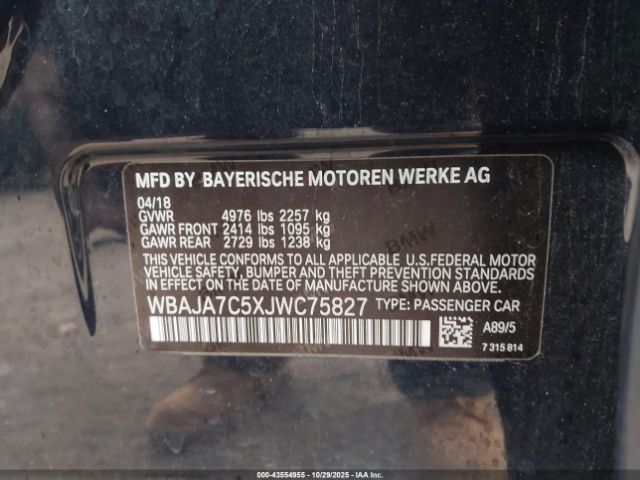 MFD BY BAYERISCHE MOTOREN WERKE AG
04/18
GVWR 4976 lbs 2257 kg
GAWR FRONT 2414 lbs 1095 kg
GAWR REAR 2729 lbs 1238 kg
THIS VEHICLE CONFORMS TO ALL APPLICABLE U.S.FEDERAL MOTOR
VEHICLE SAFETY, BUMPER AND THEFT PREVENTION STANDARDS
IN EFFECT ON THE DATE OF MANUFACTURE SHOWN ABOVE.
WBAJA7C5XJWC75827 TYPE: PASSENGER CAR
A89/5
7 315 814
BMW
000-43554955 | 10/29/2025 - © IAA Inc.